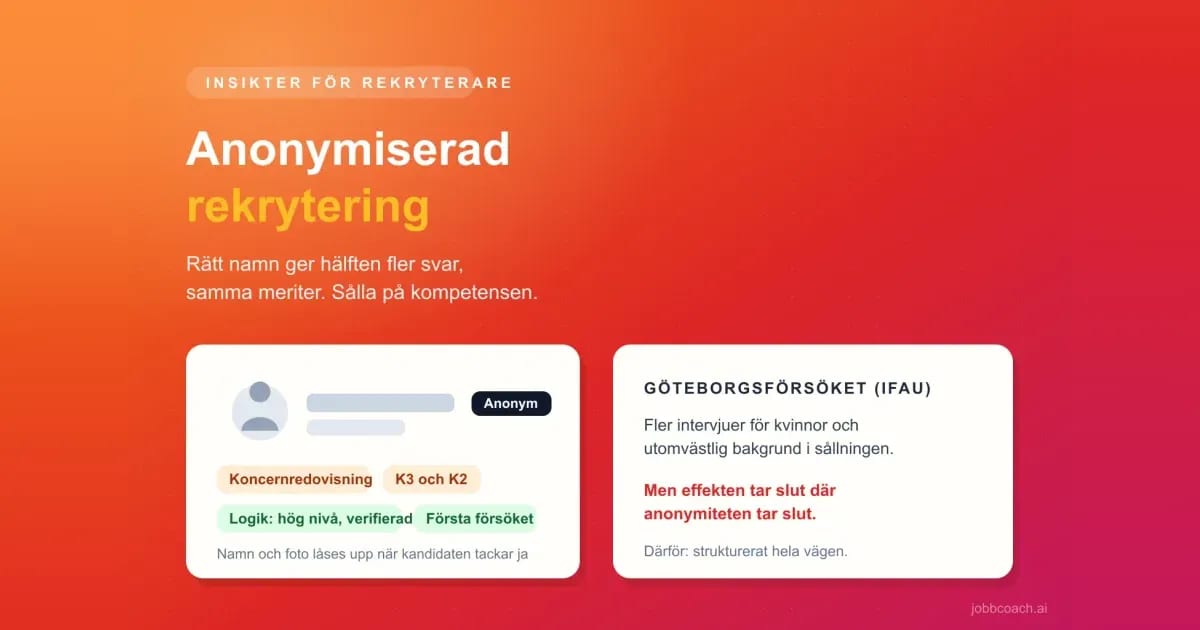 INSIKTER FÖR REKRYTERARE
Anonymiserad
rekrytering
Rätt namn ger hälften fler svar,
samma meriter. Sålla på kompetensen.
Anonym
Koncernredovisning
K3 och K2
Logik: hög nivå, verifierad
Första försöket
Namn och foto låses upp när kandidaten tackar ja
GÖTEBORGSFÖRSÖKET (IFAU)
Fler intervjuer för kvinnor och
utomvästlig bakgrund i sållningen.
Men effekten tar slut där
anonymiteten tar slut.
Därför: strukturerat hela vägen.
jobbcoach.ai